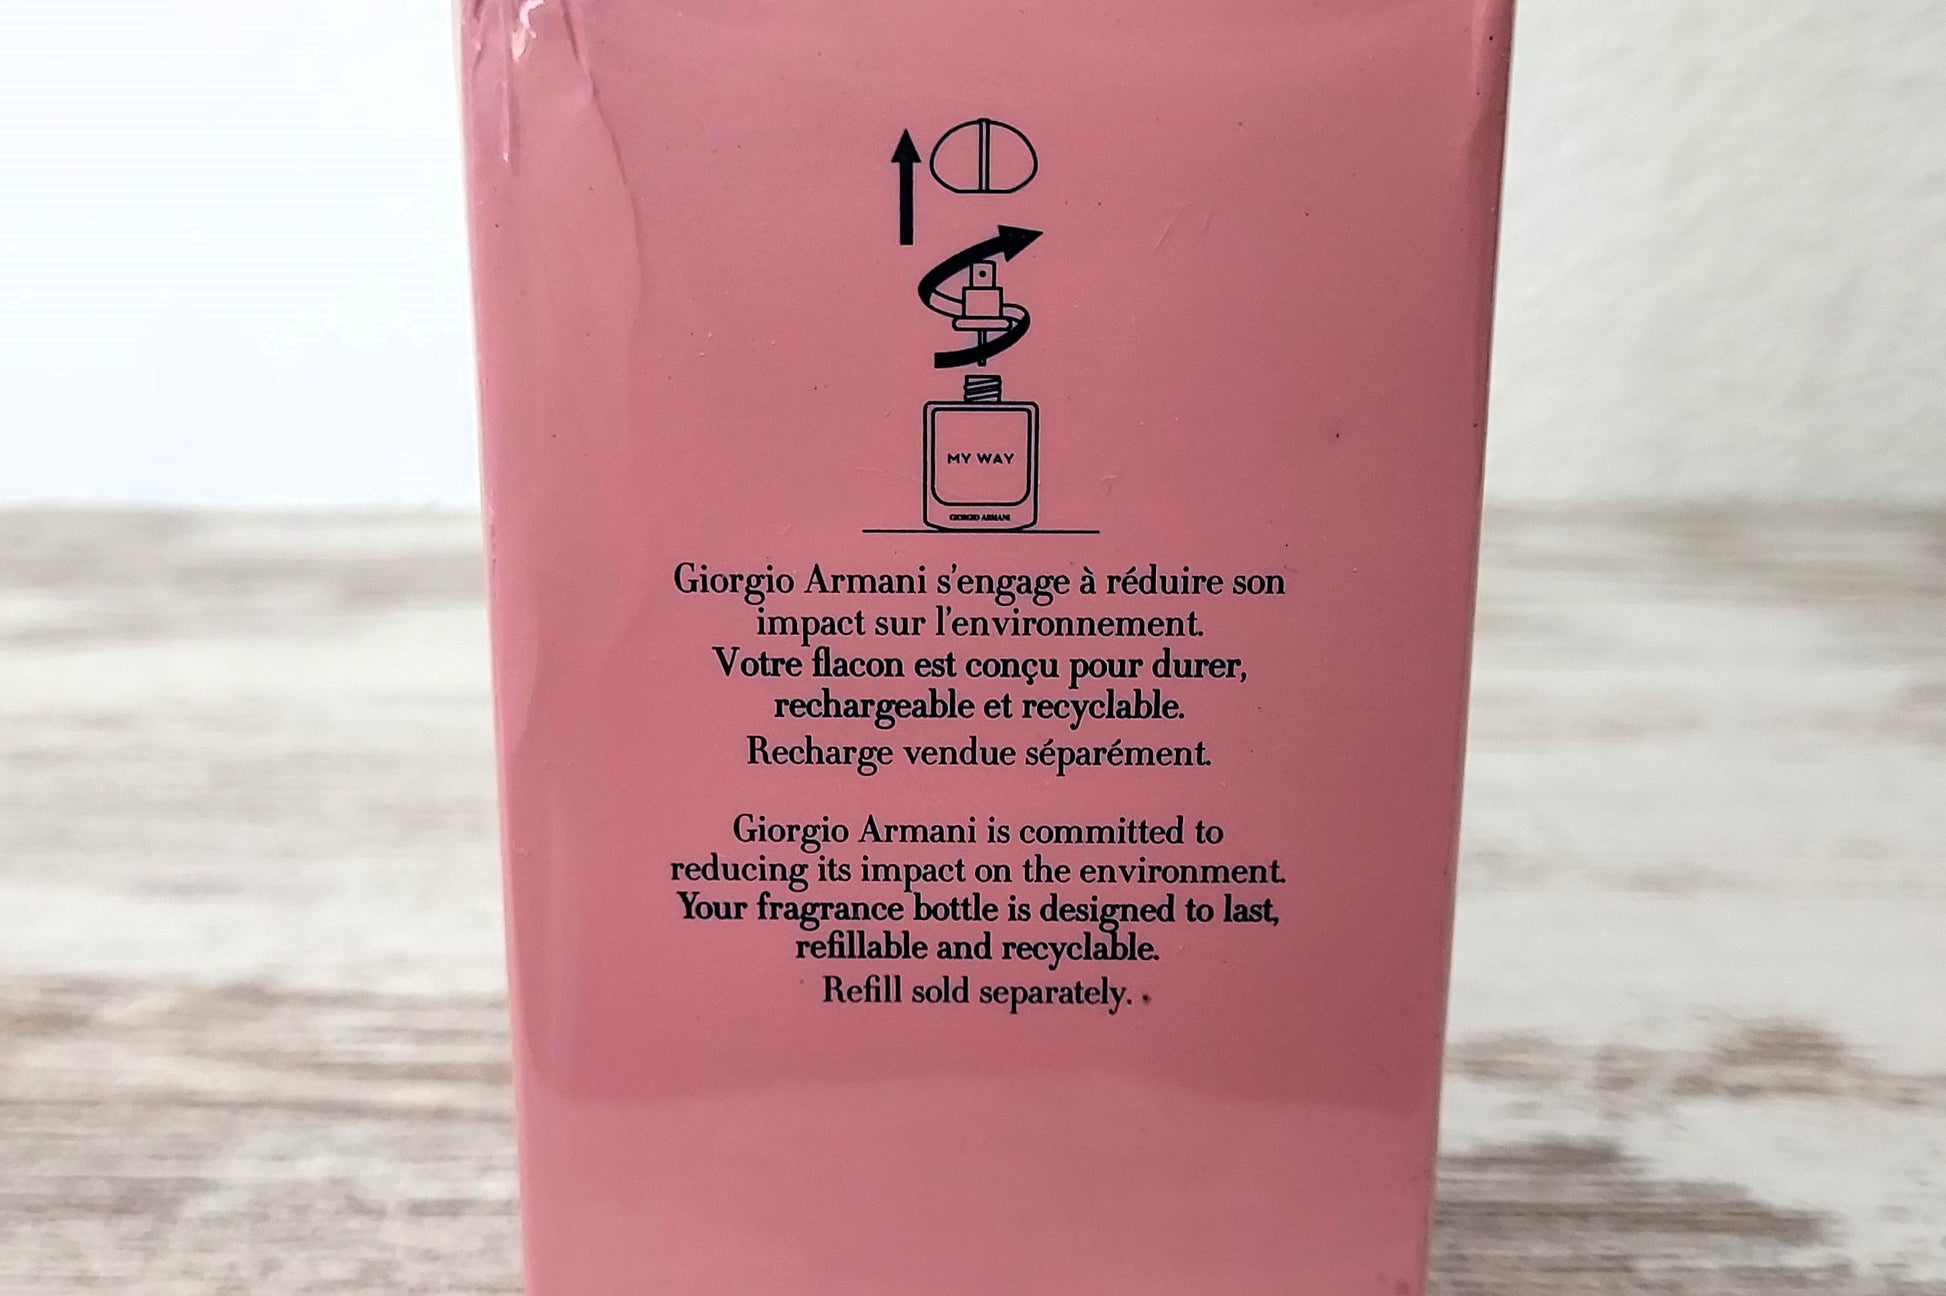 MY WAY
GIORGIO ARMANI
Giorgio Armani s'engage à réduire son
impact sur l'environnement.
Votre flacon est conçu pour durer,
rechargeable et recyclable.
Recharge vendue séparément.
Giorgio Armani is committed to
reducing its impact on the environment.
Your fragrance bottle is designed to last,
refillable and recyclable.
Refill sold separately.